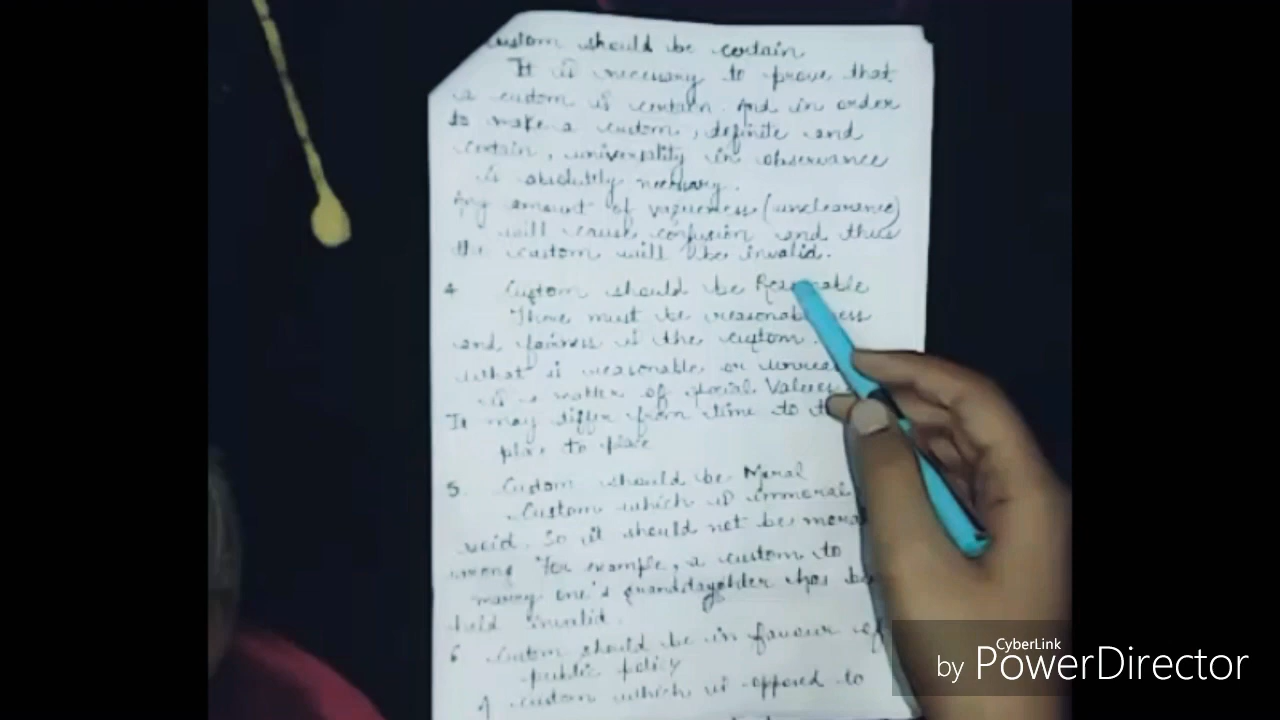 custom should be certain
It is necessary to prove that
a custom is certain. And in order
to make a custom, definite and
certain, universality in observance
is absolutely necessary.
Any amount of vagueness (unclearance)
will cause confusion and thus
the custom will be invalid.
4 Custom should be Reasonable
There must be reasonableness
and fairness is the custom.
what is reasonable or unreas
is a matter of social Values
It may differ from time to t
place to place
5. Custom should be Moral
Custom which is immoral
void. So it should not be moral
wrong For example, a custom to
marry one's granddaughter has be
held invalid.
6 Custom should be in favour of
public policy
A custom which is opposed to
CyberLink
by PowerDirector